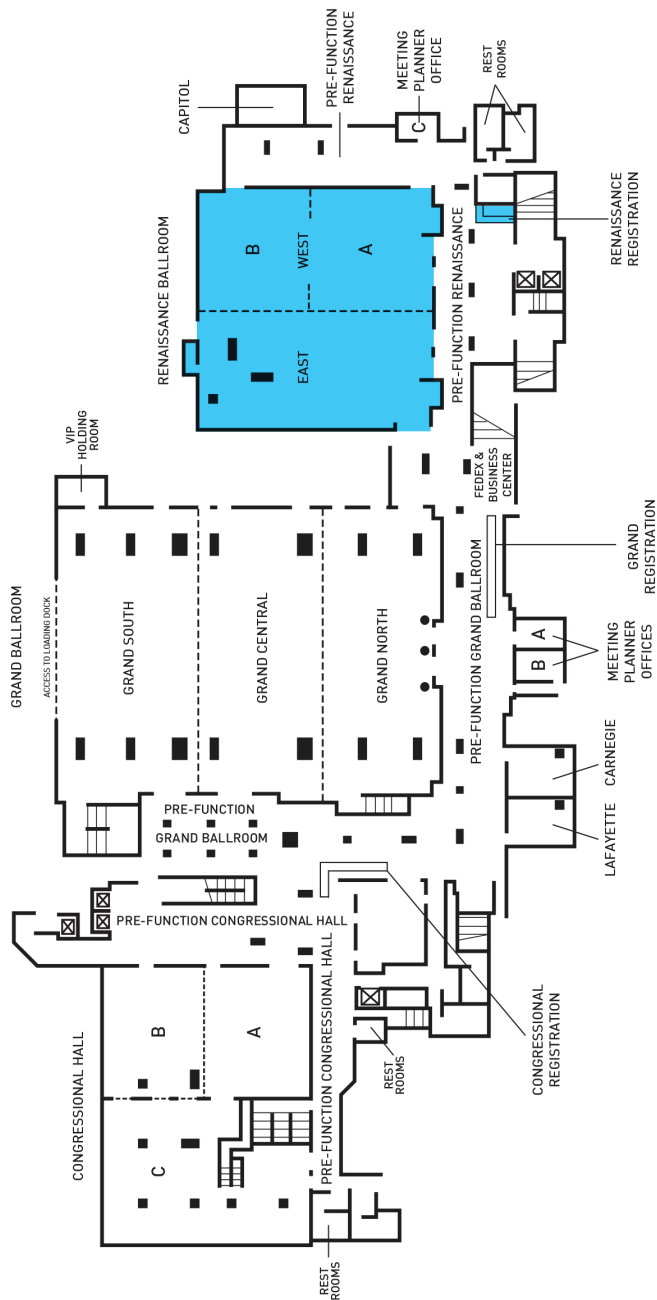 CONGRESSIONAL HALL
B
A
C
PRE-FUNCTION CONGRESSIONAL HALL
PRE-FUNCTION CONGRESSIONAL HALL
REST
ROOMS
REST
ROOMS
CONGRESSIONAL
REGISTRATION
GRAND BALLROOM
ACCESS TO LOADING DOCK
GRAND SOUTH
GRAND CENTRAL
GRAND NORTH
VIP
HOLDING
ROOM
PRE-FUNCTION
GRAND BALLROOM
PRE-FUNCTION GRAND BALLROOM
LAFAYETTE
CARNEGIE
B
A
MEETING
PLANNER
OFFICES
GRAND
REGISTRATION
FEDEX &
BUSINESS
CENTER
RENAISSANCE BALLROOM
EAST
WEST
B
A
PRE-FUNCTION RENAISSANCE
CAPITOL
PRE-FUNCTION
RENAISSANCE
C
MEETING
PLANNER
OFFICE
REST
ROOMS
RENAISSANCE
REGISTRATION